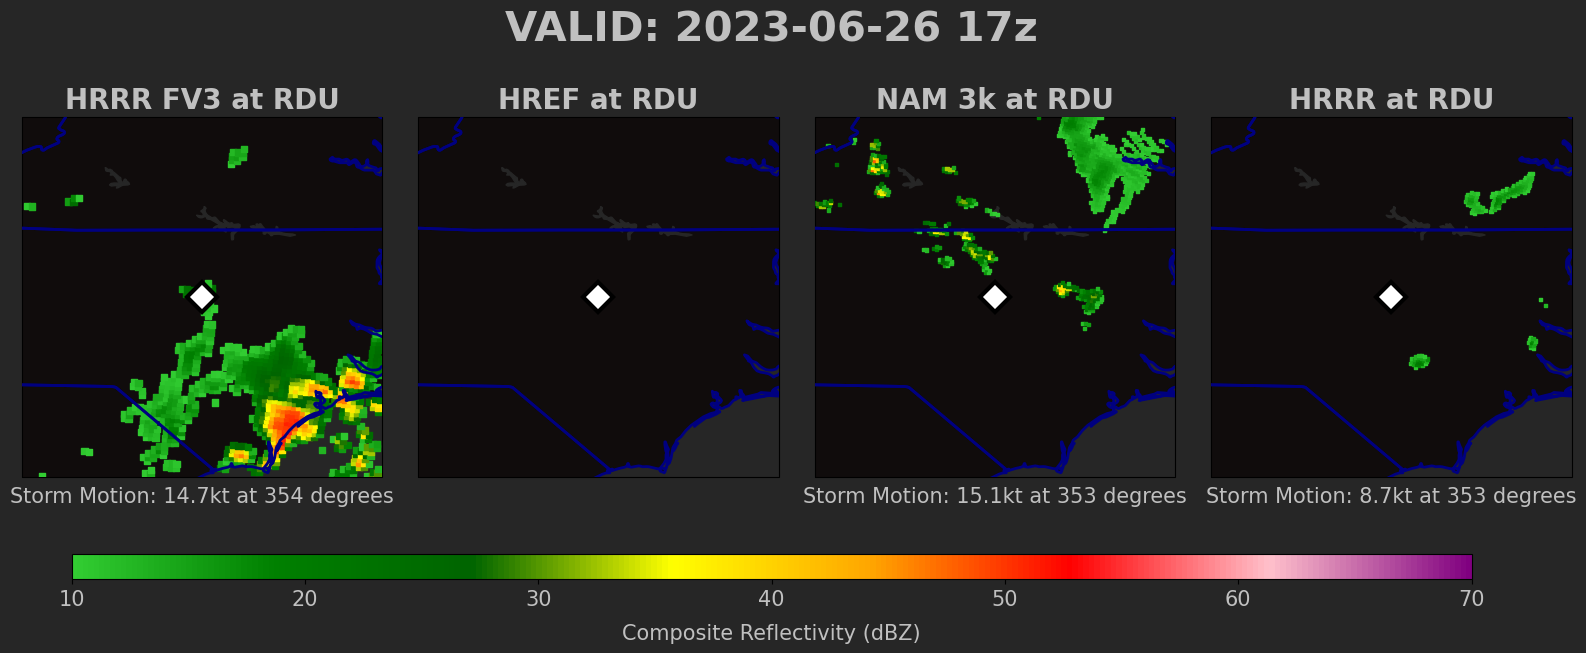 VALID: 2023-06-26 17z
HRRR FV3 at RDU
HREF at RDU
NAM 3k at RDU
HRRR at RDU
Storm Motion: 14.7kt at 354 degrees
Storm Motion: 15.1kt at 353 degrees
Storm Motion: 8.7kt at 353 degrees
10 20 30 40 50 60 70
Composite Reflectivity (dBZ)